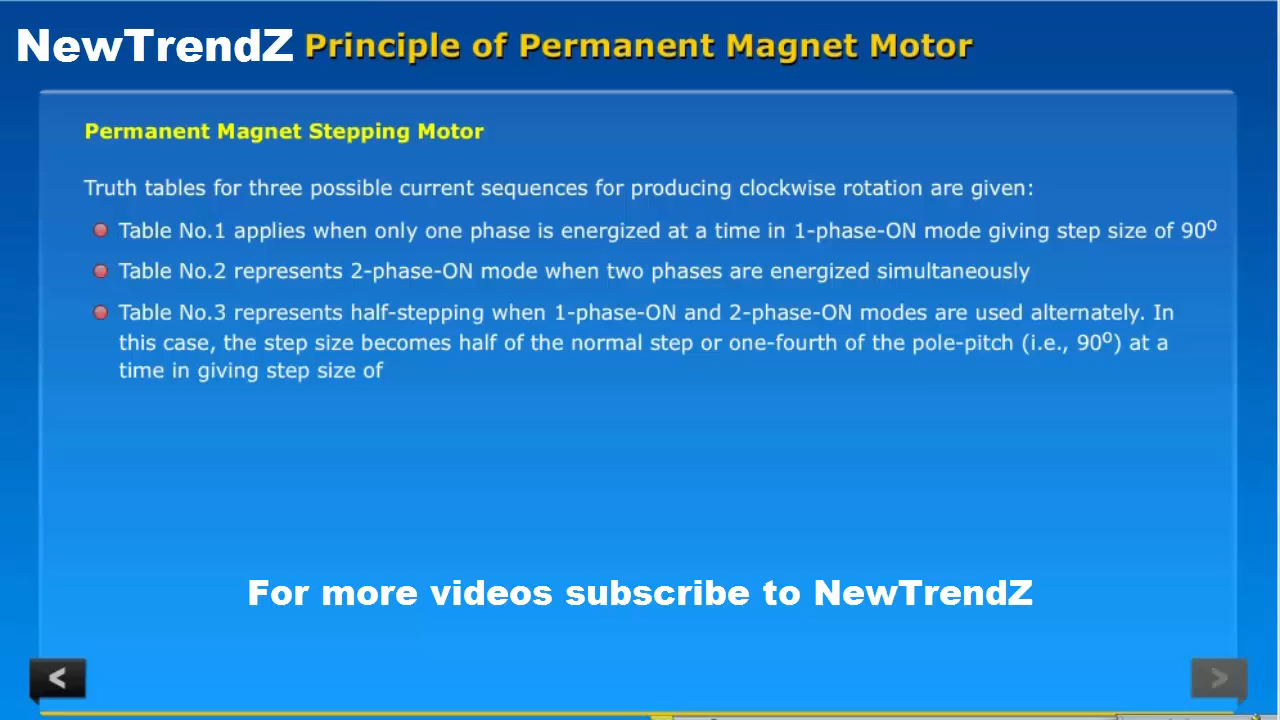 NewTrendZ Principle of Permanent Magnet Motor
Permanent Magnet Stepping Motor
Truth tables for three possible current sequences for producing clockwise rotation are given:
Table No.1 applies when only one phase is energized at a time in 1-phase-ON mode giving step size of 90⁰
Table No.2 represents 2-phase-ON mode when two phases are energized simultaneously
Table No.3 represents half-stepping when 1-phase-ON and 2-phase-ON modes are used alternately. In
this case, the step size becomes half of the normal step or one-fourth of the pole-pitch (i.e., 90⁰) at a
time in giving step size of
For more videos subscribe to NewTrendZ
< >